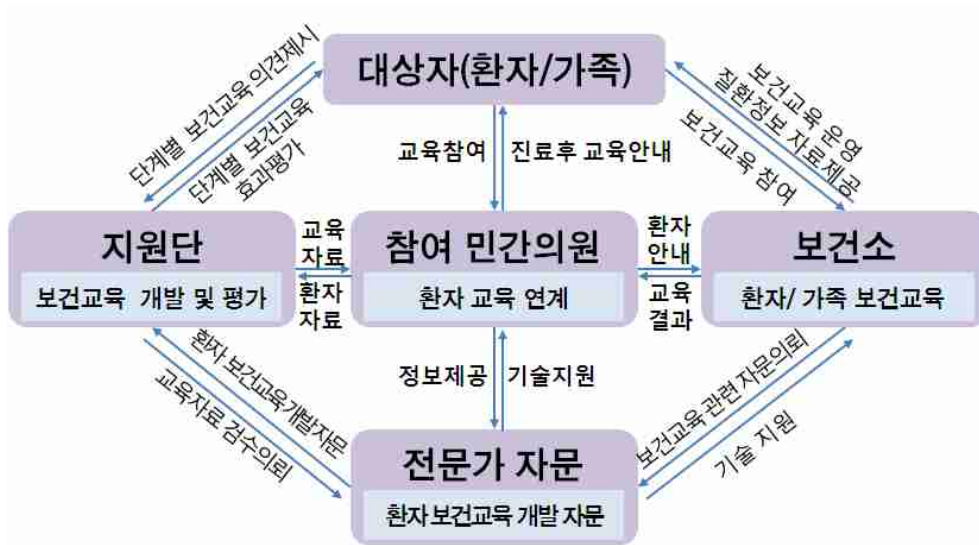 대상자(환자/가족)
단계별 보건교육 의견제시
단계별 보건교육
효과평가
교육참여
진료후 교육안내
보건교육 운영
질환정보 자료제공
보건교육 참여
지원단
보건교육 개발 및 평가
교육
자료
환자
자료
참여 민간의원
환자 교육 연계
환자
안내
교육
결과
보건소
환자/ 가족 보건교육
환자 보건교육개발자문
교육자료 검수의뢰
정보제공
기술지원
보건교육 관련 자문의뢰
기술 지원
전문가 자문
환자 보건교육 개발 자문